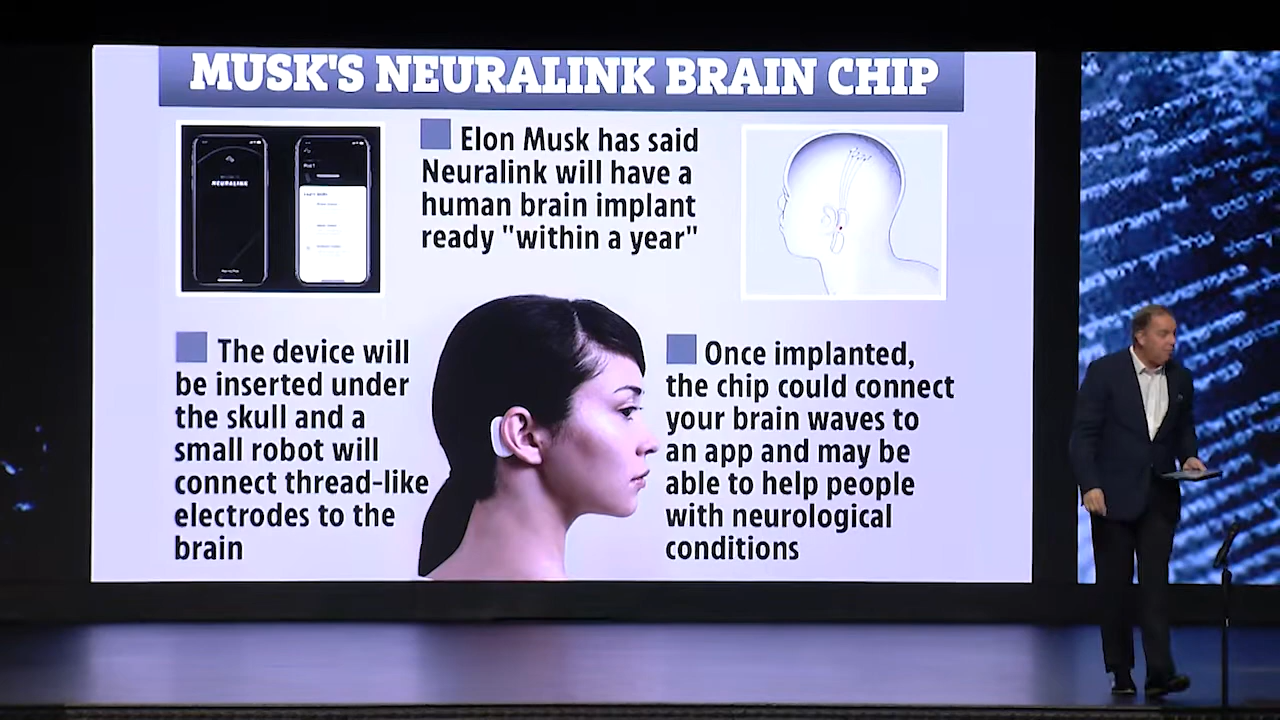 MUSK'S NEURALINK BRAIN CHIP
NEURALINK
Elon Musk has said
Neuralink will have a
human brain implant
ready "within a year"
The device will
be inserted under
the skull and a
small robot will
connect thread-like
electrodes to the
brain
Once implanted,
the chip could connect
your brain waves to
an app and may be
able to help people
with neurological
conditions